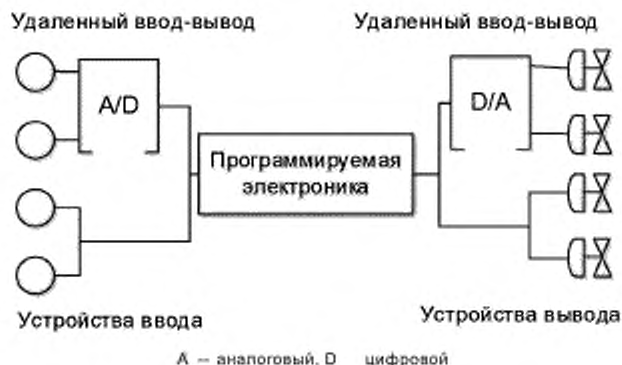 Удаленный ввод-вывод
Удаленный ввод-вывод
A/D
D/A
Программируемая
электроника
Устройства ввода
Устройства вывода
A — аналоговый, D цифровой